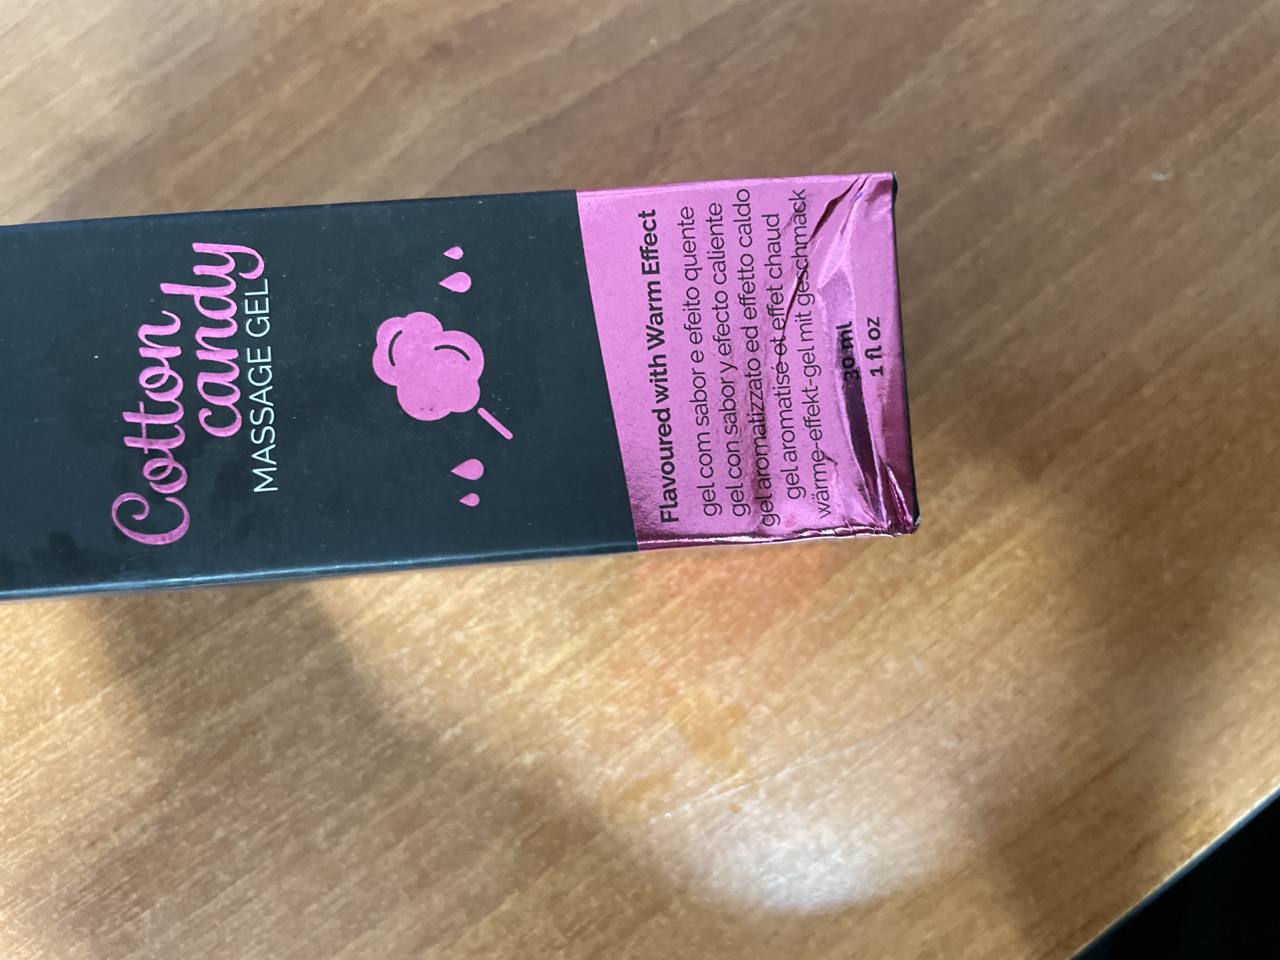 Cotton
candy
MASSAGE GEL
Flavoured with Warm Effect
gel com sabor e efeito quente
gel con sabor y efecto caliente
gel aromatizzato ed effetto caldo
gel aromatisé et effet chaud
wärme-effekt-gel mit geschmack
30 ml
1 fl oz